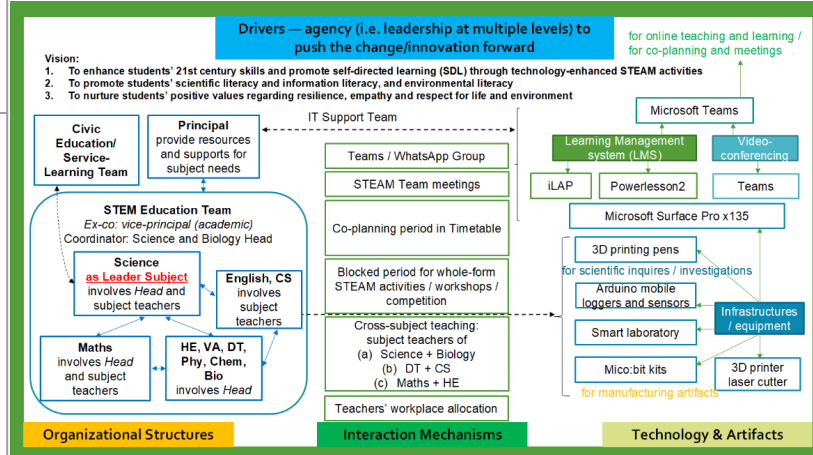 Drivers — agency (i.e. leadership at multiple levels) to
push the change/innovation forward
for online teaching and learning /
for co-planning and meetings
Vision:
1. To enhance students' 21st century skills and promote self-directed learning (SDL) through technology-enhanced STEAM activities
2. To promote students' scientific literacy and information literacy, and environmental literacy
3. To nurture students' positive values regarding resilience, empathy and respect for life and environment
Civic
Education/
Service-
Learning Team
Principal
provide resources
and supports for
subject needs
IT Support Team
STEM Education Team
Ex-co: vice-principal (academic)
Coordinator: Science and Biology Head
Science
as Leader Subject
involves Head and
subject teachers
English, CS
involves
subject
teachers
Maths
involves Head
and subject
teachers
HE, VA, DT,
Phy, Chem,
Bio
involves Head
Teams / WhatsApp Group
STEAM Team meetings
Co-planning period in Timetable
Blocked period for whole-form
STEAM activities / workshops /
competition
Cross-subject teaching:
subject teachers of
(a) Science + Biology
(b) DT + CS
(c) Maths + HE
Teachers' workplace allocation
Microsoft Teams
Learning Management
system (LMS)
Video-
conferencing
iLAP
Powerlesson2
Teams
Microsoft Surface Pro x135
3D printing pens
for scientific inquires / investigations
Arduino mobile
loggers and sensors
Infrastructures
/ equipment
Smart laboratory
Mico:bit kits
3D printer
laser cutter
for manufacturing artifacts
Organizational Structures
Interaction Mechanisms
Technology & Artifacts